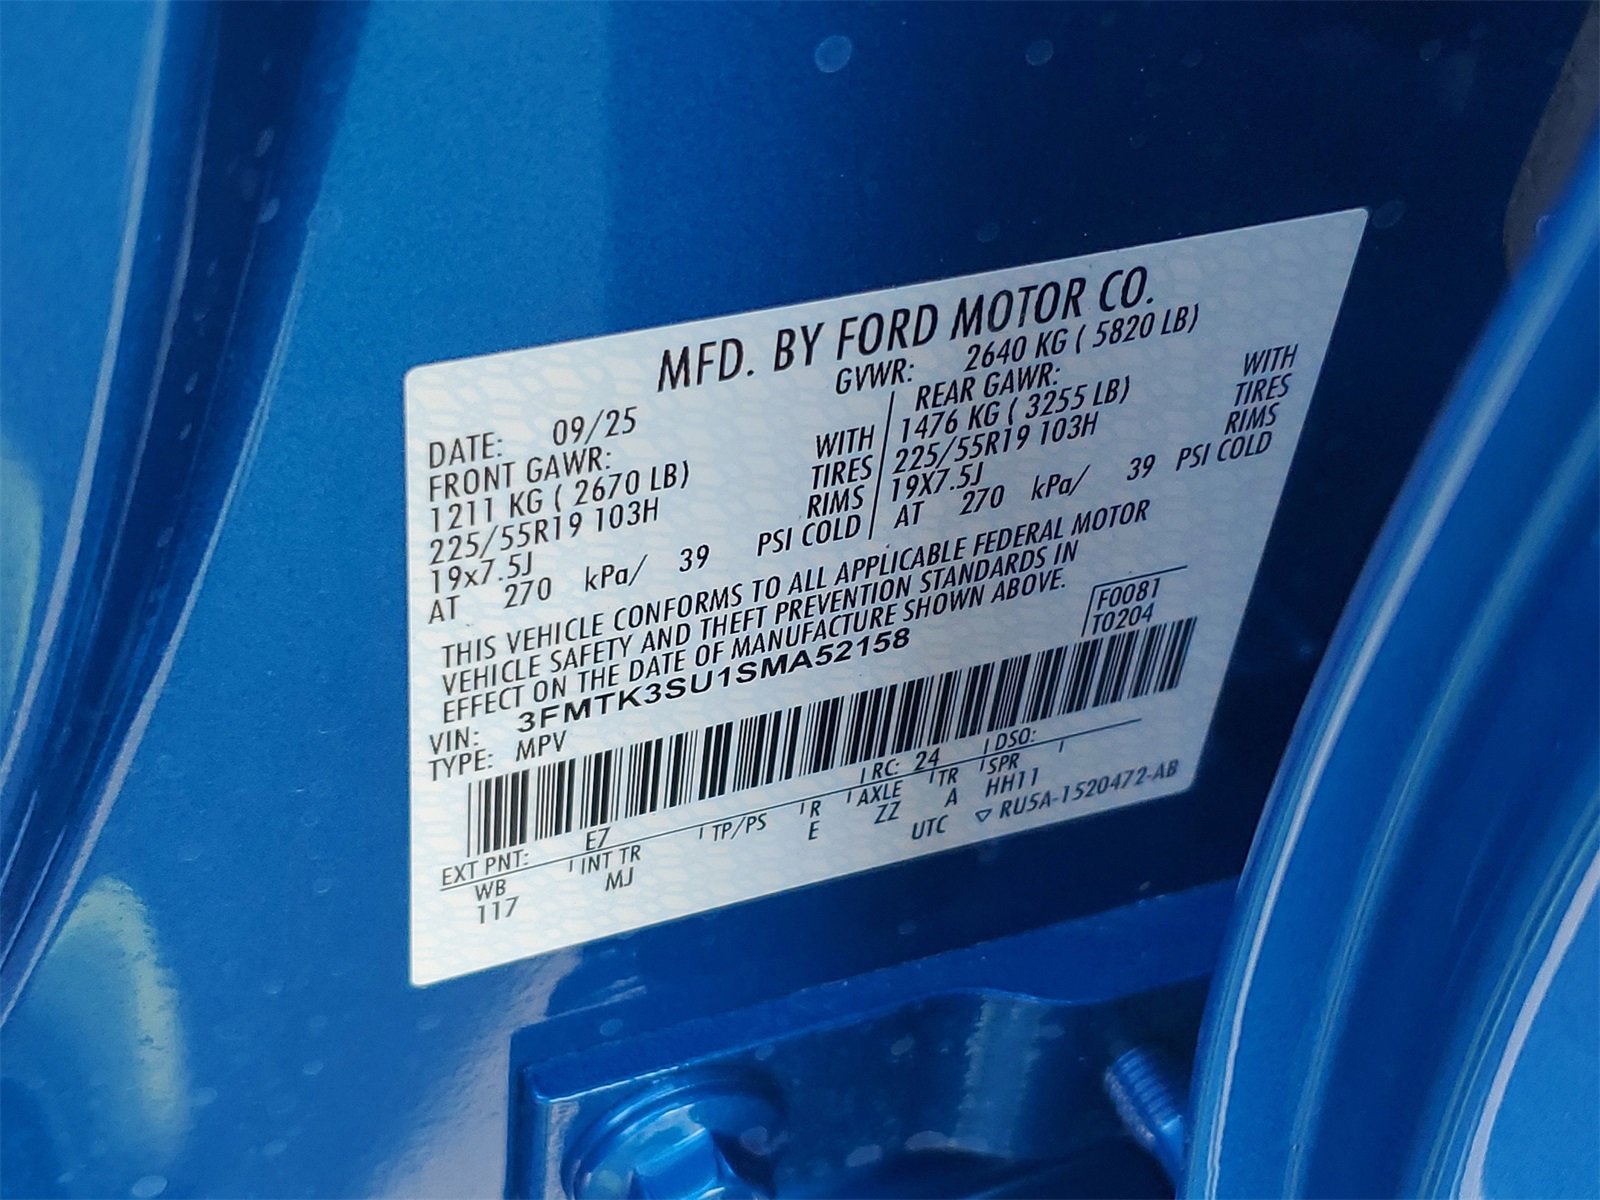 MFD. BY FORD MOTOR CO.
DATE: 09/25 GVWR: 2640 KG ( 5820 LB)
FRONT GAWR: REAR GAWR:
1211 KG ( 2670 LB) WITH 1476 KG ( 3255 LB) WITH
225/55R19 103H TIRES 225/55R19 103H TIRES
19x7.5J RIMS 19X7.5J RIMS
AT 270 kPa/ 39 PSI COLD AT 270 kPa/ 39 PSI COLD
THIS VEHICLE CONFORMS TO ALL APPLICABLE FEDERAL MOTOR
VEHICLE SAFETY AND THEFT PREVENTION STANDARDS IN
EFFECT ON THE DATE OF MANUFACTURE SHOWN ABOVE.
F0081
T0204
VIN: 3FMTK3SU1SMA52158
TYPE: MPV
EXT PNT: E7 RC: 24 DSO:
WB INT TR TP/PS R AXLE TR SPR
117 MJ E ZZ A HH11
UTC ▽ RU5A-1520472-AB